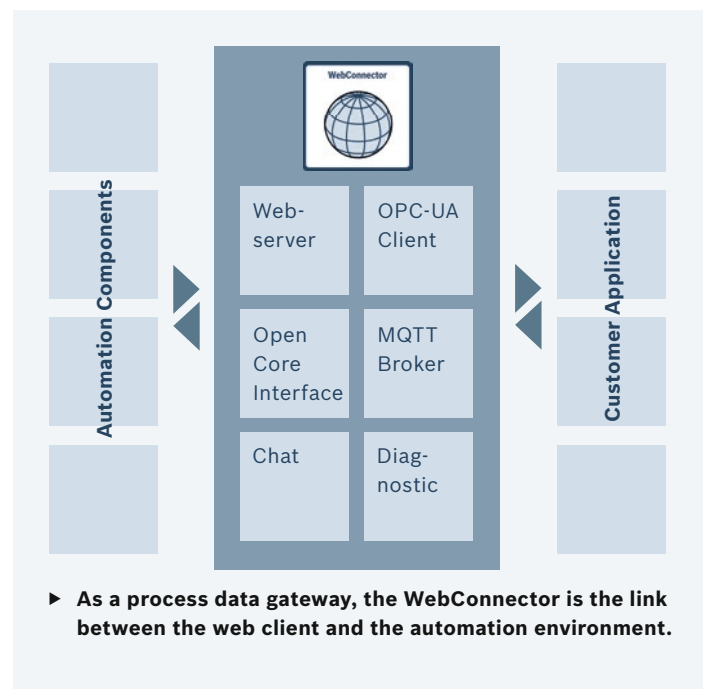 WebConnector
Automation Components
Web-
server
OPC-UA
Client
Open
Core
Interface
MQTT
Broker
Chat
Diag-
nostic
Customer Application
As a process data gateway, the WebConnector is the link
between the web client and the automation environment.